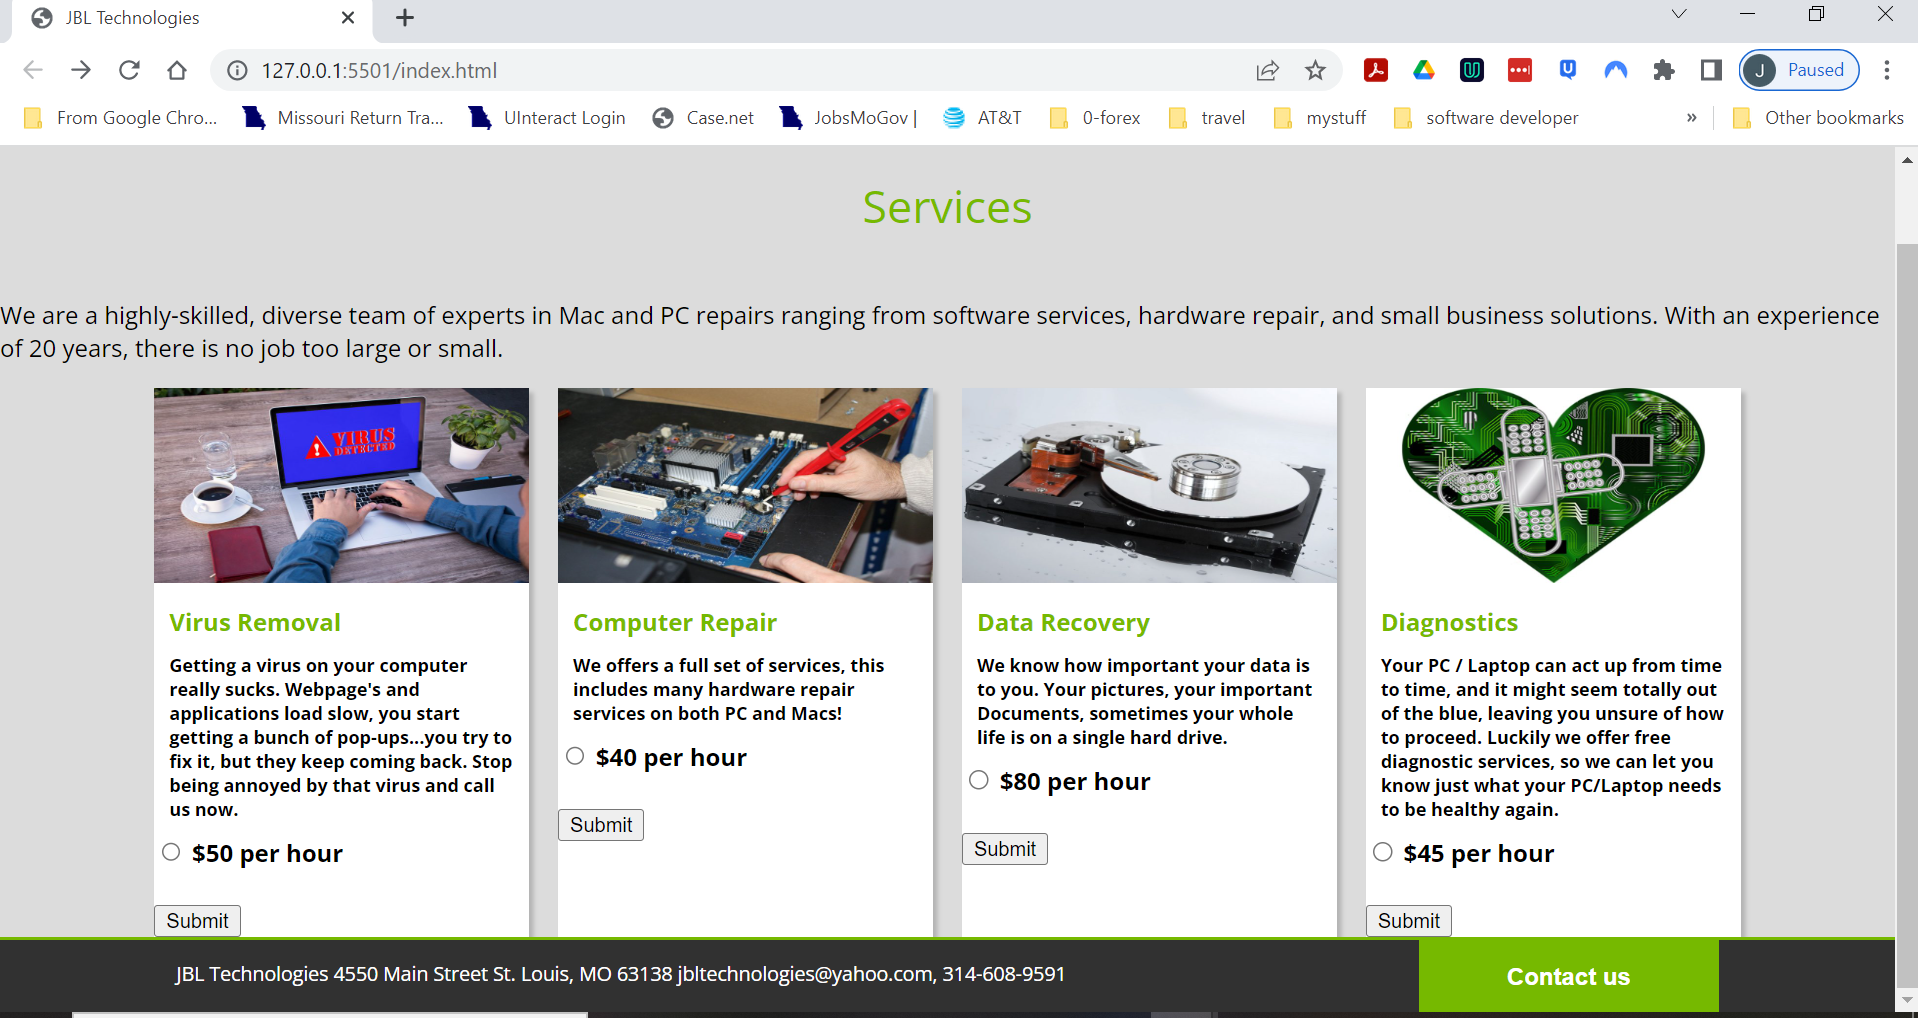 JBL Technologies
127.0.0.1:5501/index.html
J Paused
From Google Chro...
Missouri Return Tra...
UInteract Login
Case.net
JobsMoGov |
AT&T
0-forex
travel
mystuff
software developer
»
Other bookmarks
Services
We are a highly-skilled, diverse team of experts in Mac and PC repairs ranging from software services, hardware repair, and small business solutions. With an experience
of 20 years, there is no job too large or small.
VIRUS
DETECTED
Virus Removal
Getting a virus on your computer
really sucks. Webpage's and
applications load slow, you start
getting a bunch of pop-ups...you try to
fix it, but they keep coming back. Stop
being annoyed by that virus and call
us now.
$50 per hour
Submit
Computer Repair
We offers a full set of services, this
includes many hardware repair
services on both PC and Macs!
$40 per hour
Submit
Data Recovery
We know how important your data is
to you. Your pictures, your important
Documents, sometimes your whole
life is on a single hard drive.
$80 per hour
Submit
Diagnostics
Your PC / Laptop can act up from time
to time, and it might seem totally out
of the blue, leaving you unsure of how
to proceed. Luckily we offer free
diagnostic services, so we can let you
know just what your PC/Laptop needs
to be healthy again.
$45 per hour
Submit
JBL Technologies 4550 Main Street St. Louis, MO 63138 jbltechnologies@yahoo.com, 314-608-9591
Contact us